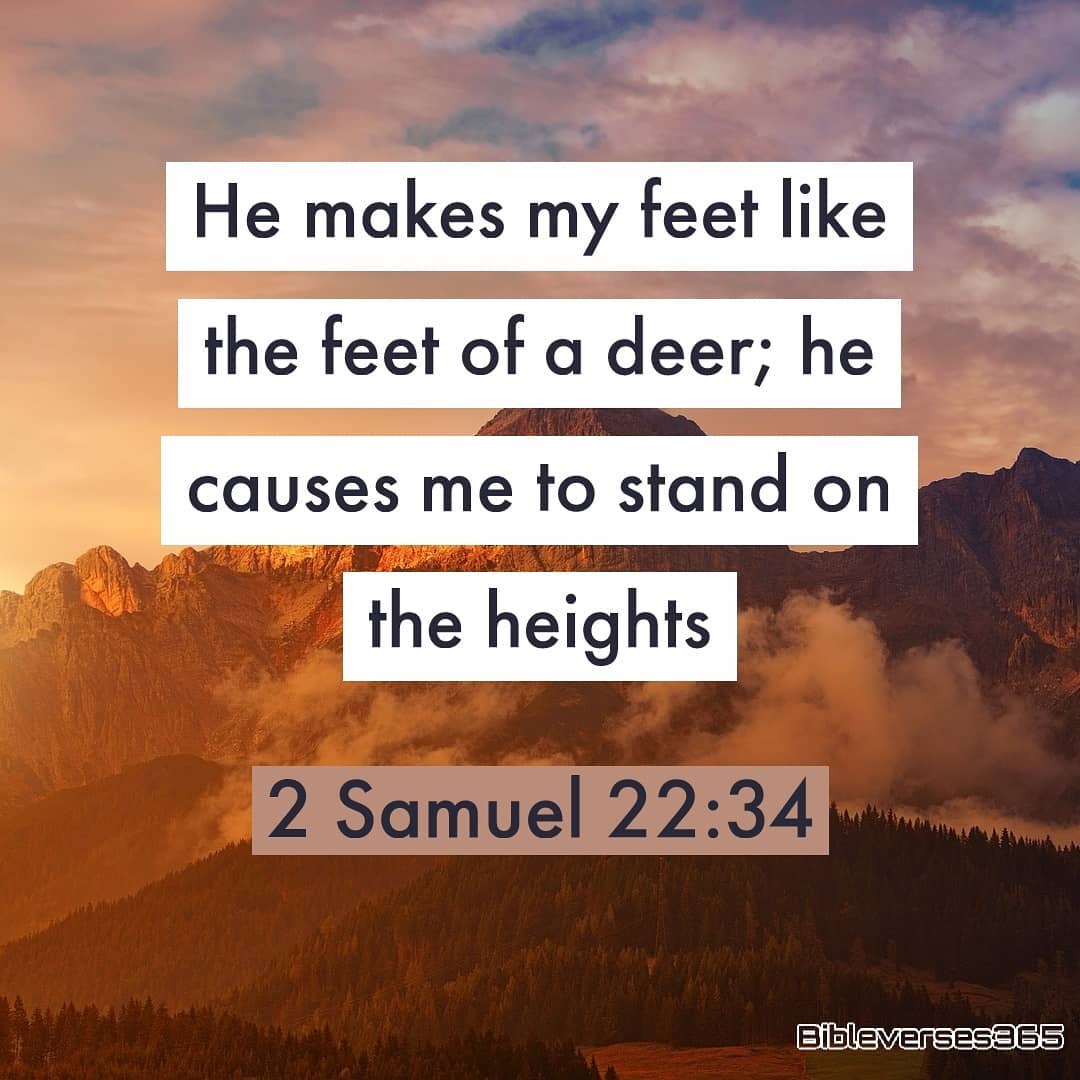 He makes my feet like
the feet of a deer; he
causes me to stand on
the heights
2 Samuel 22:34
Bibleverses365